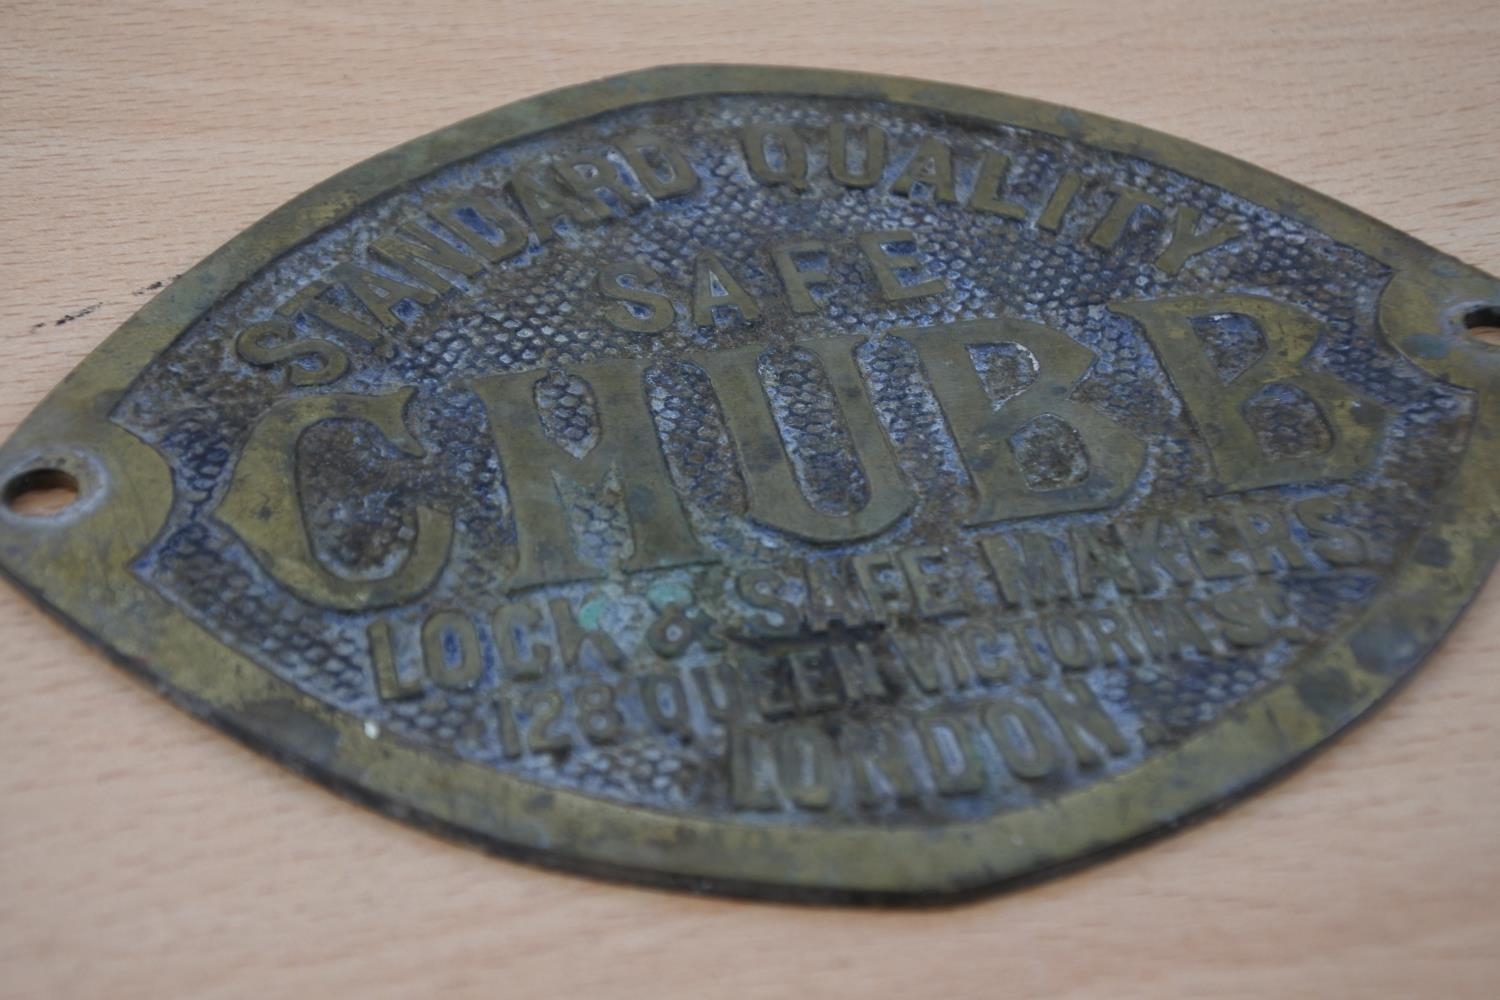 STANDARD QUALITY
SAFE
CHUBB
LOCK & SAFE MAKERS
128 QUEEN VICTORIA ST.
LONDON.